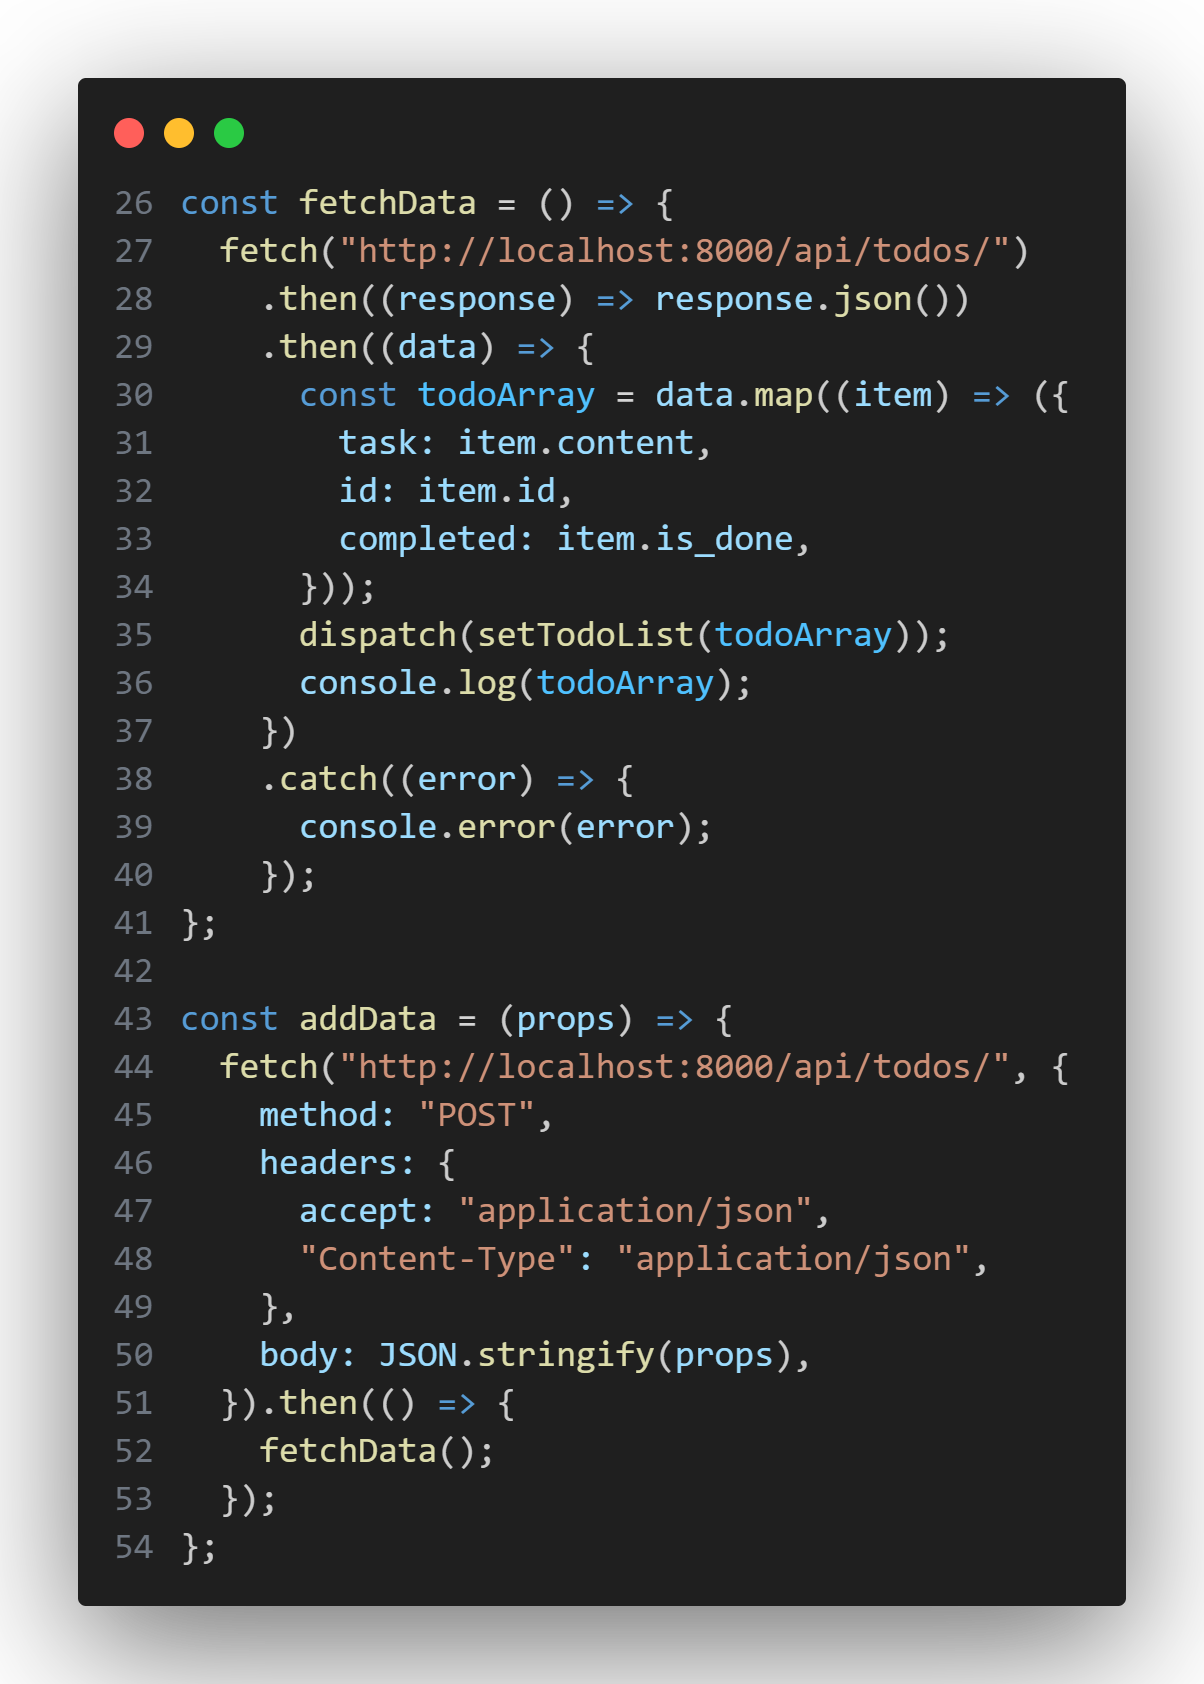 26 const fetchData = () => {
27   fetch("http://localhost:8000/api/todos/")
28     .then((response) => response.json())
29     .then((data) => {
30       const todoArray = data.map((item) => ({
31         task: item.content,
32         id: item.id,
33         completed: item.is_done,
34       }));
35       dispatch(setTodoList(todoArray));
36       console.log(todoArray);
37     })
38     .catch((error) => {
39       console.error(error);
40     });
41 };
42
43 const addData = (props) => {
44   fetch("http://localhost:8000/api/todos/", {
45     method: "POST",
46     headers: {
47       accept: "application/json",
48       "Content-Type": "application/json",
49     },
50     body: JSON.stringify(props),
51   }).then(() => {
52     fetchData();
53   });
54 };